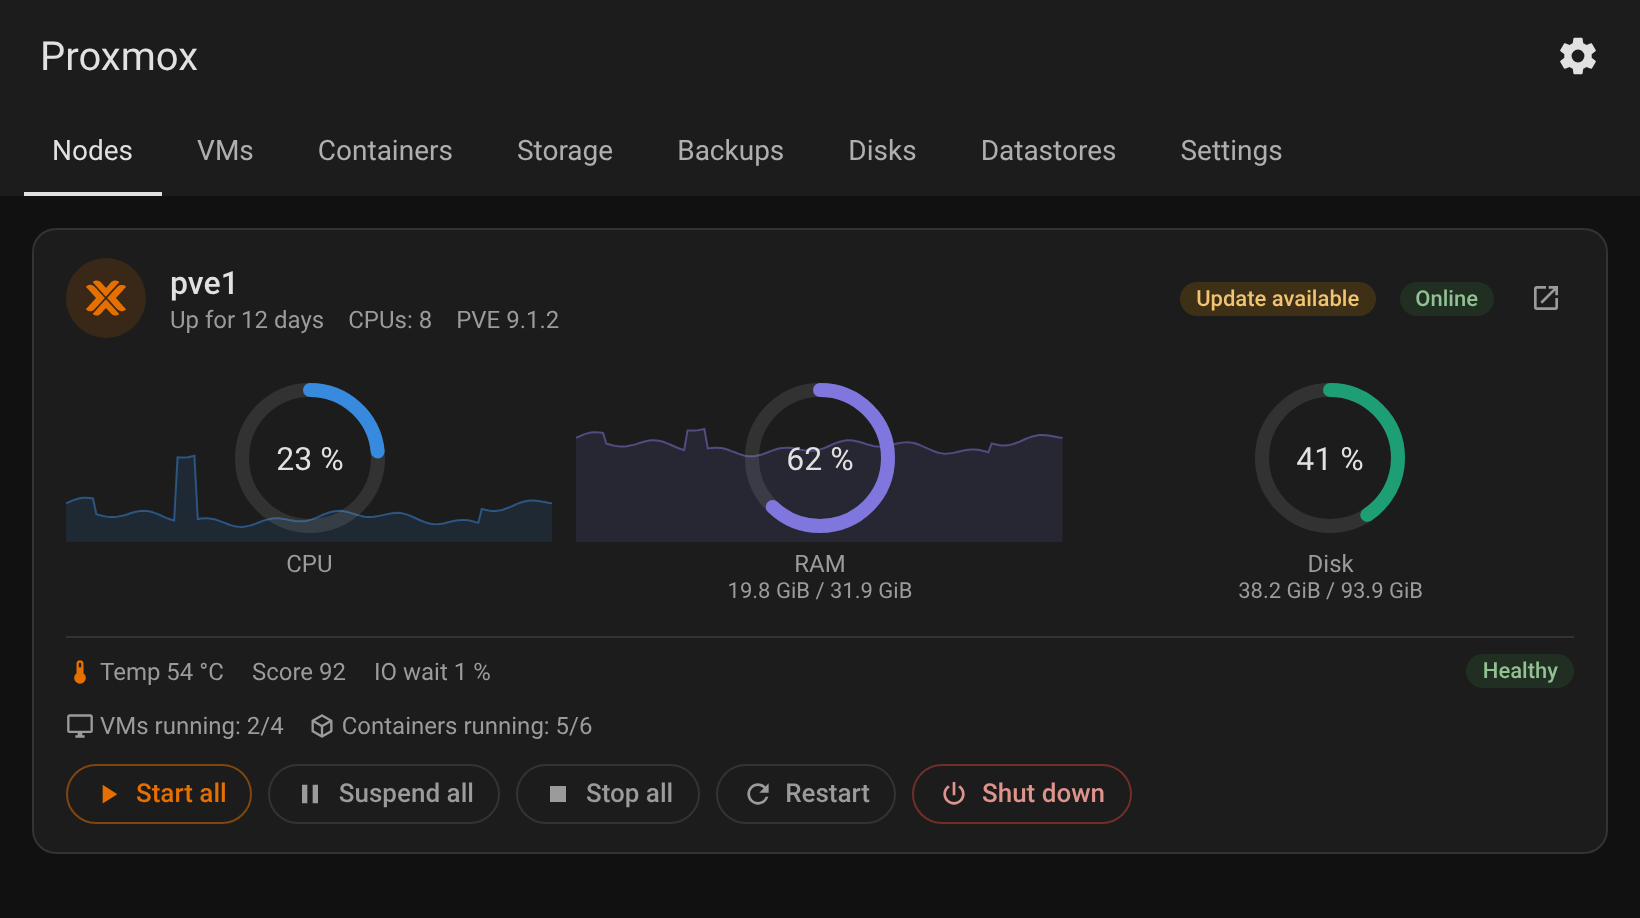 Proxmox
Nodes VMs Containers Storage Backups Disks Datastores Settings
pve1
Up for 12 days CPUs: 8 PVE 9.1.2
Update available Online
23 %
62 %
41 %
CPU
RAM
19.8 GiB / 31.9 GiB
Disk
38.2 GiB / 93.9 GiB
Temp 54 °C Score 92 IO wait 1 %
Healthy
VMs running: 2/4 Containers running: 5/6
Start all Suspend all Stop all Restart Shut down